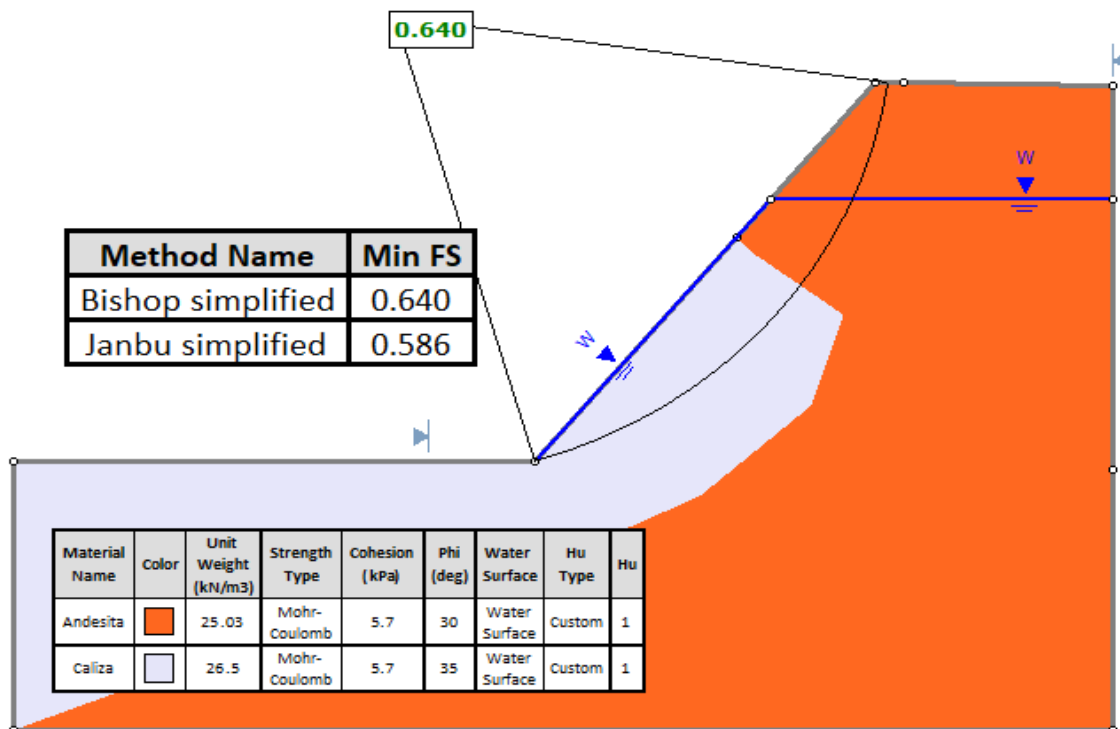 0.640
W
Method Name Min FS
Bishop simplified 0.640
Janbu simplified 0.586
W
Material Name Color Unit Weight (kN/m3) Strength Type Cohesion (kPa) Phi (deg) Water Surface Hu Type Hu
Andesita 25.03 Mohr-Coulomb 5.7 30 Water Surface Custom 1
Caliza 26.5 Mohr-Coulomb 5.7 35 Water Surface Custom 1